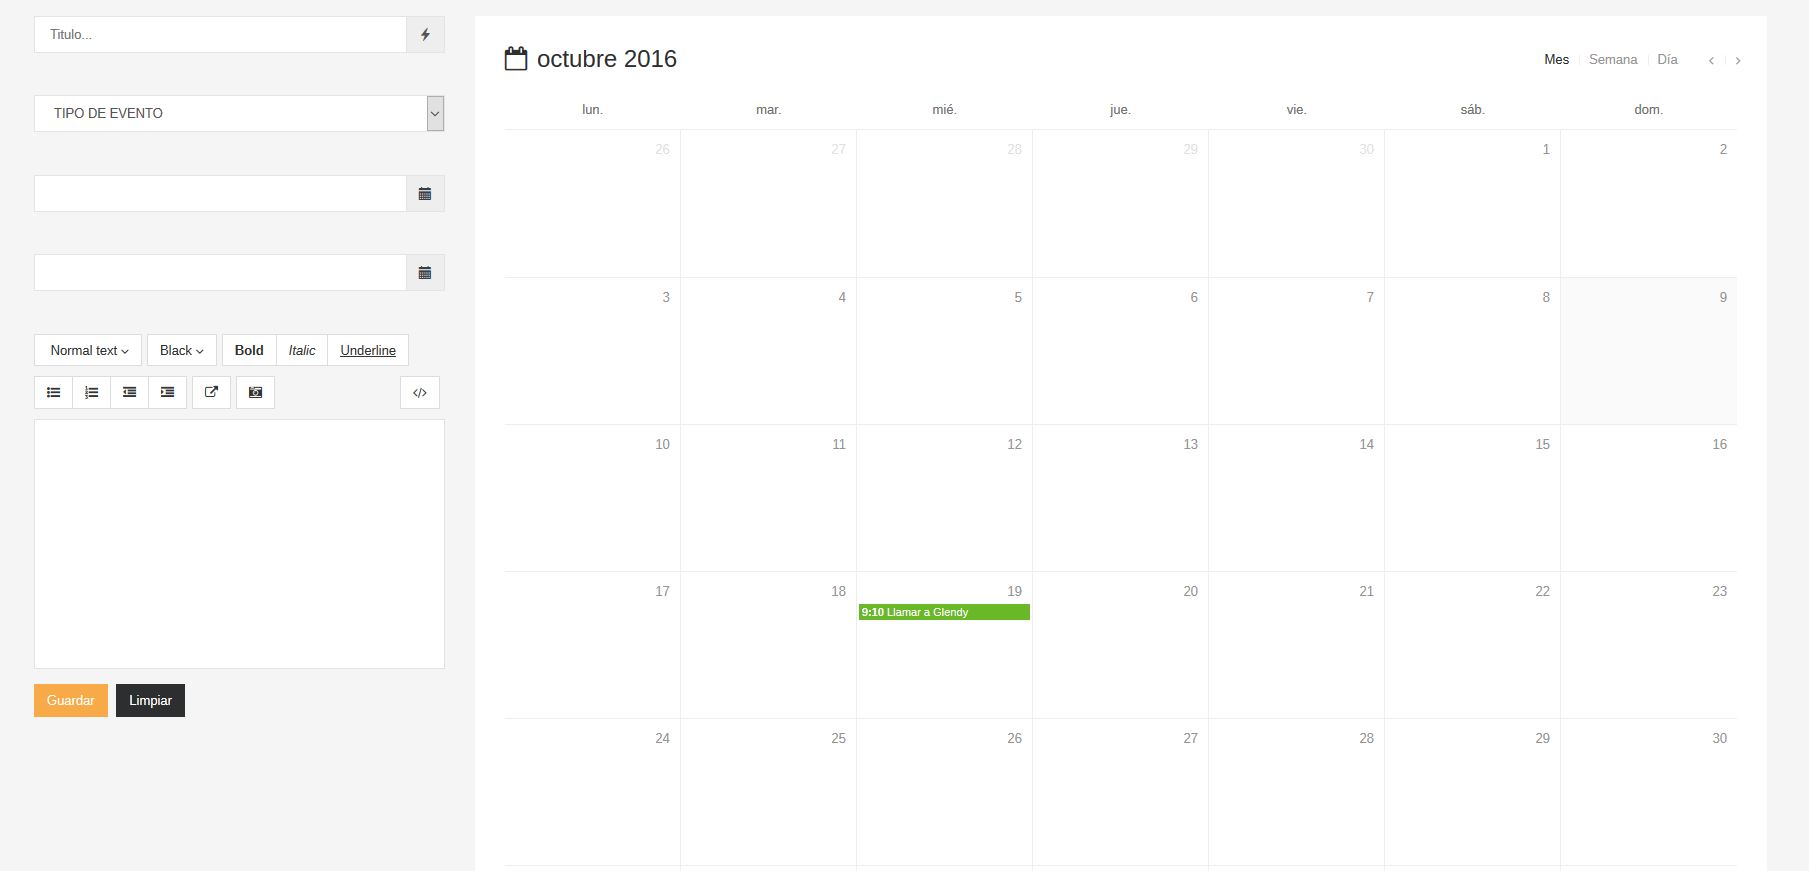 Titulo...
TIPO DE EVENTO
Normal text
Black
Bold
Italic
Underline
Guardar
Limpiar
octubre 2016
Mes
Semana
Día
lun. mar. mié. jue. vie. sáb. dom.
26 27 28 29 30 1 2
3 4 5 6 7 8 9
10 11 12 13 14 15 16
17 18 19 20 21 22 23
9:10 Llamar a Glendy
24 25 26 27 28 29 30